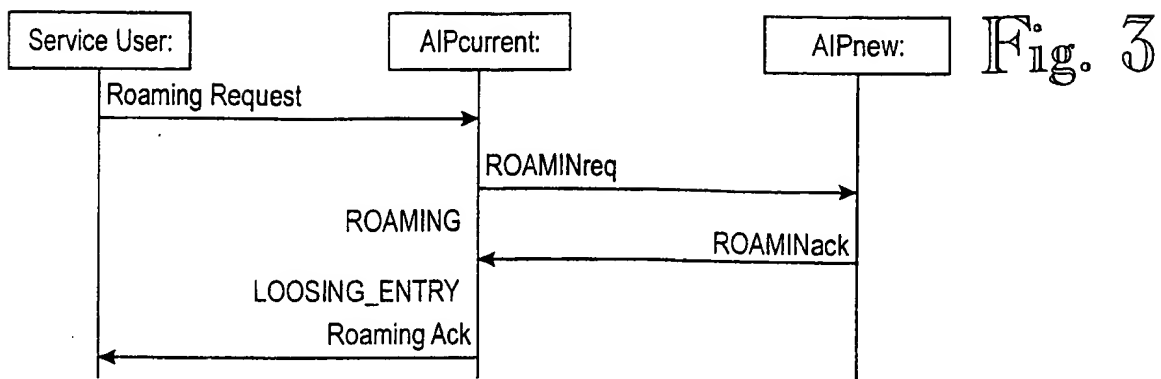 Service User:
AIPcurrent:
AIPnew:
Fig. 3
Roaming Request
ROAMINreq
ROAMING
ROAMINack
LOOSING_ENTRY
Roaming Ack